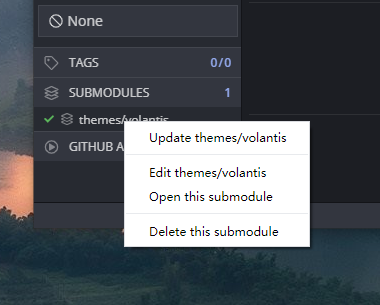 None
TAGS 0/0
SUBMODULES 1
themes/volantis
Update themes/volantis
GITHUB A
Edit themes/volantis
Open this submodule
Delete this submodule